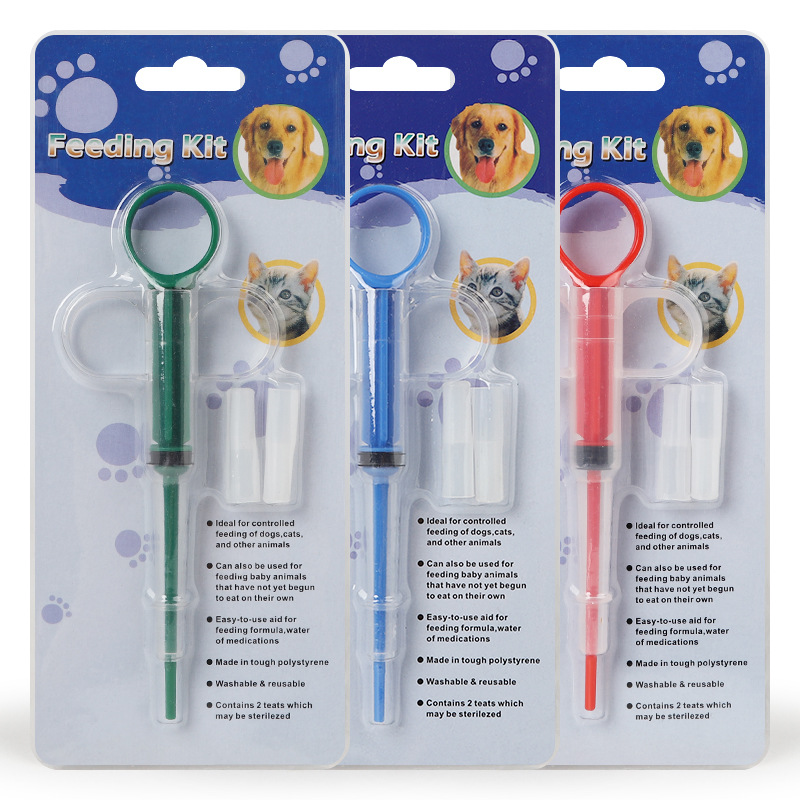 Feeding Kit
● Ideal for controlled
feeding of dogs,cats,
and other animals
● Can also be used for
feeding baby animals
that have not yet begun
to eat on their own
● Easy-to-use aid for
feeding formula,water
of medications
● Made in tough polystyrene
● Washable & reusable
● Contains 2 teats which
may be sterilezed
ng Kit
● Ideal for controlled
feeding of dogs,cats,
and other animals
● Can also be used for
feeding baby animals
that have not yet begun
to eat on their own
● Easy-to-use aid for
feeding formula,water
of medications
● Made in tough polystyrene
● Washable & reusable
● Contains 2 teats which
may be sterilezed
ng Kit
● Ideal for controlled
feeding of dogs,cats,
and other animals
● Can also be used for
feeding baby animals
that have not yet begun
to eat on their own
● Easy-to-use aid for
feeding formula,water
of medications
● Made in tough polystyrene
● Washable & reusable
● Contains 2 teats which
may be sterilezed